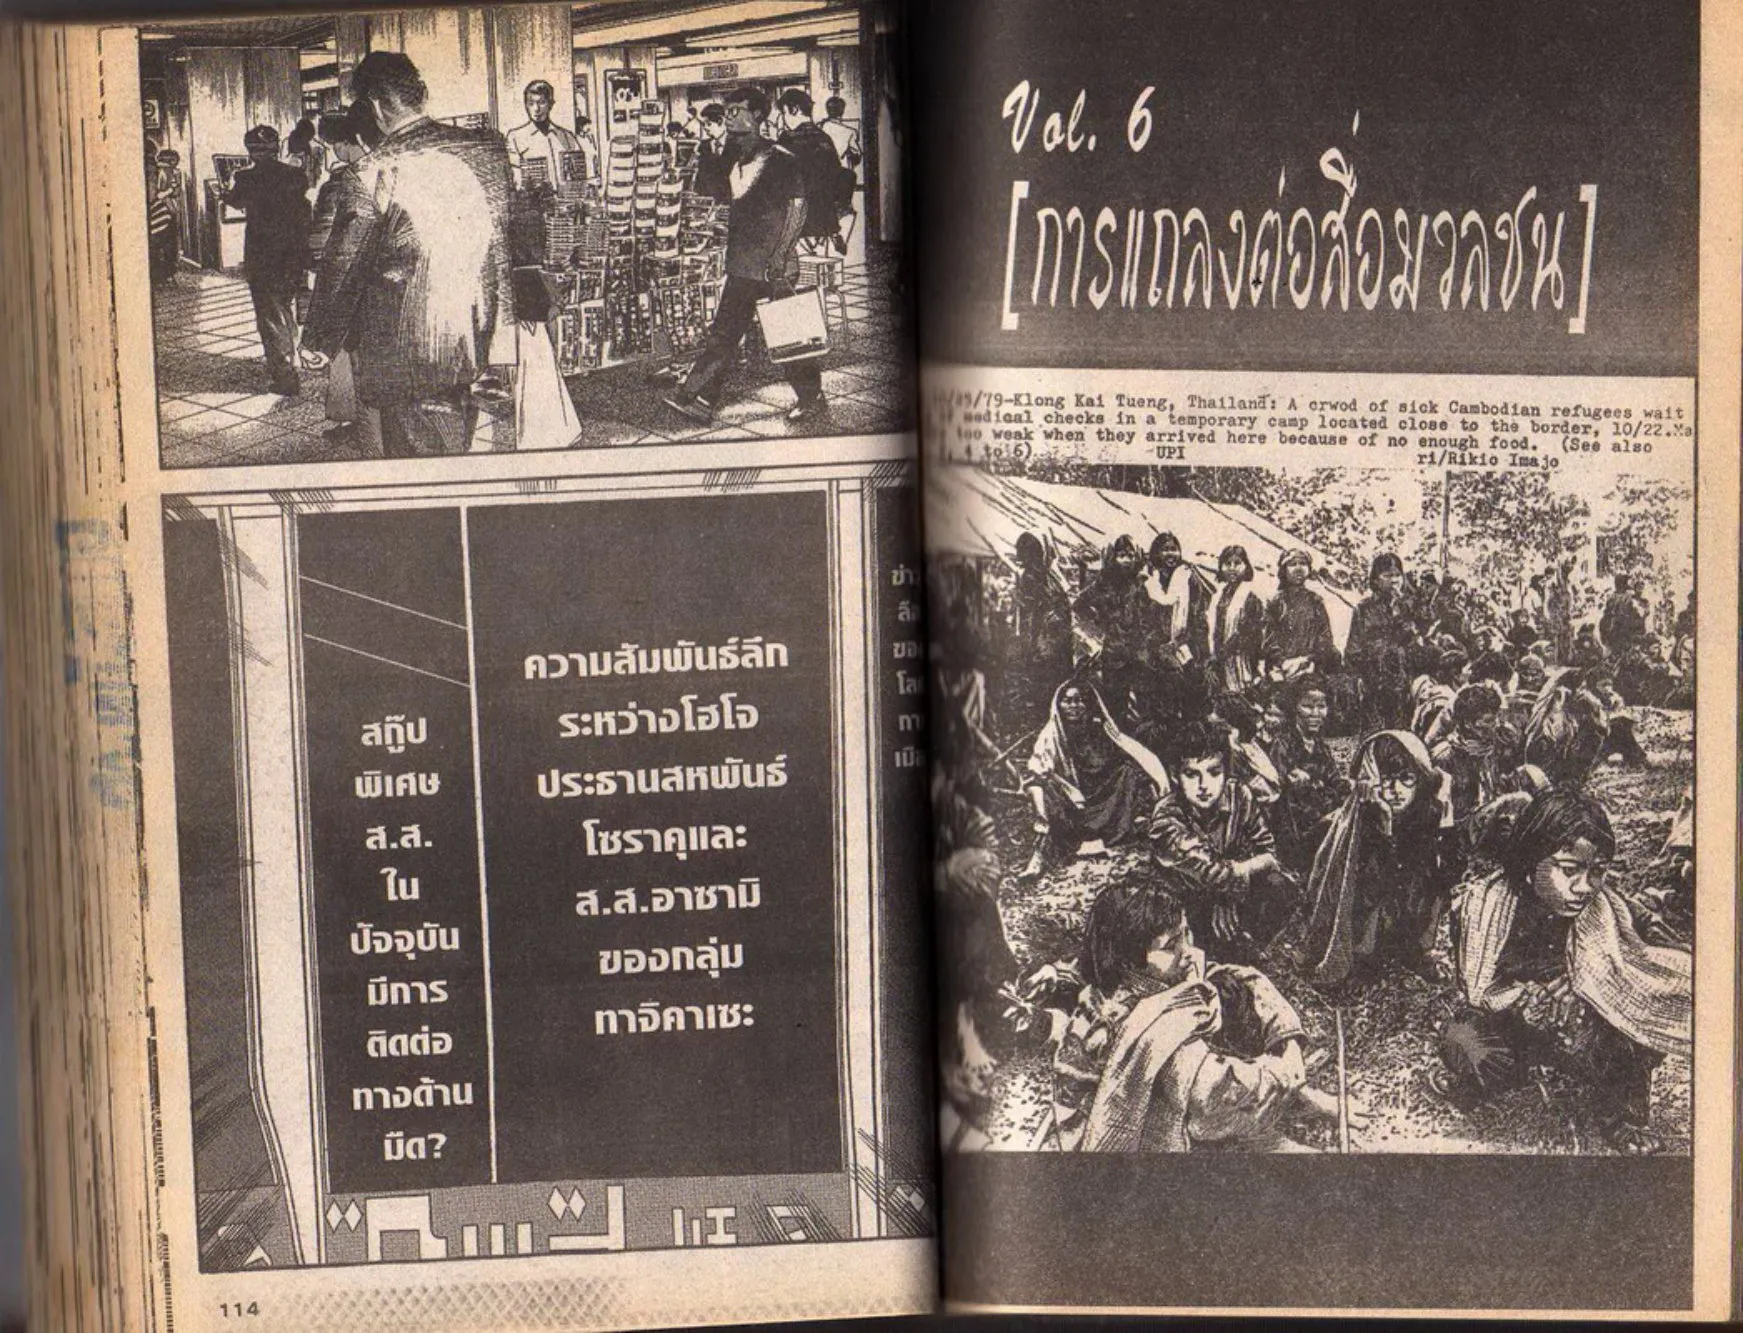 สกู๊ป
พิเศษ
ส.ส.
ใน
ปัจจุบัน
มีการ
ติดต่อ
ทางด้าน
มืด?
ความสัมพันธ์ลึก
ระหว่างโฮโจ
ประธานสหพันธ์
โซราคุและ
ส.ส.อาซามิ
ของกลุ่ม
ทาจิคาเซะ
114
Vol. 6
[การแถลงต่อสื่อมวลชน]
/79-Klong Kai Tueng, Thailand: A crwod of sick Cambodian refugees wait
medical checks in a temporary camp located close to the border, 10/22.
too weak when they arrived here because of no enough food. (See also
to 6) UPI ri/Rikio Imajo